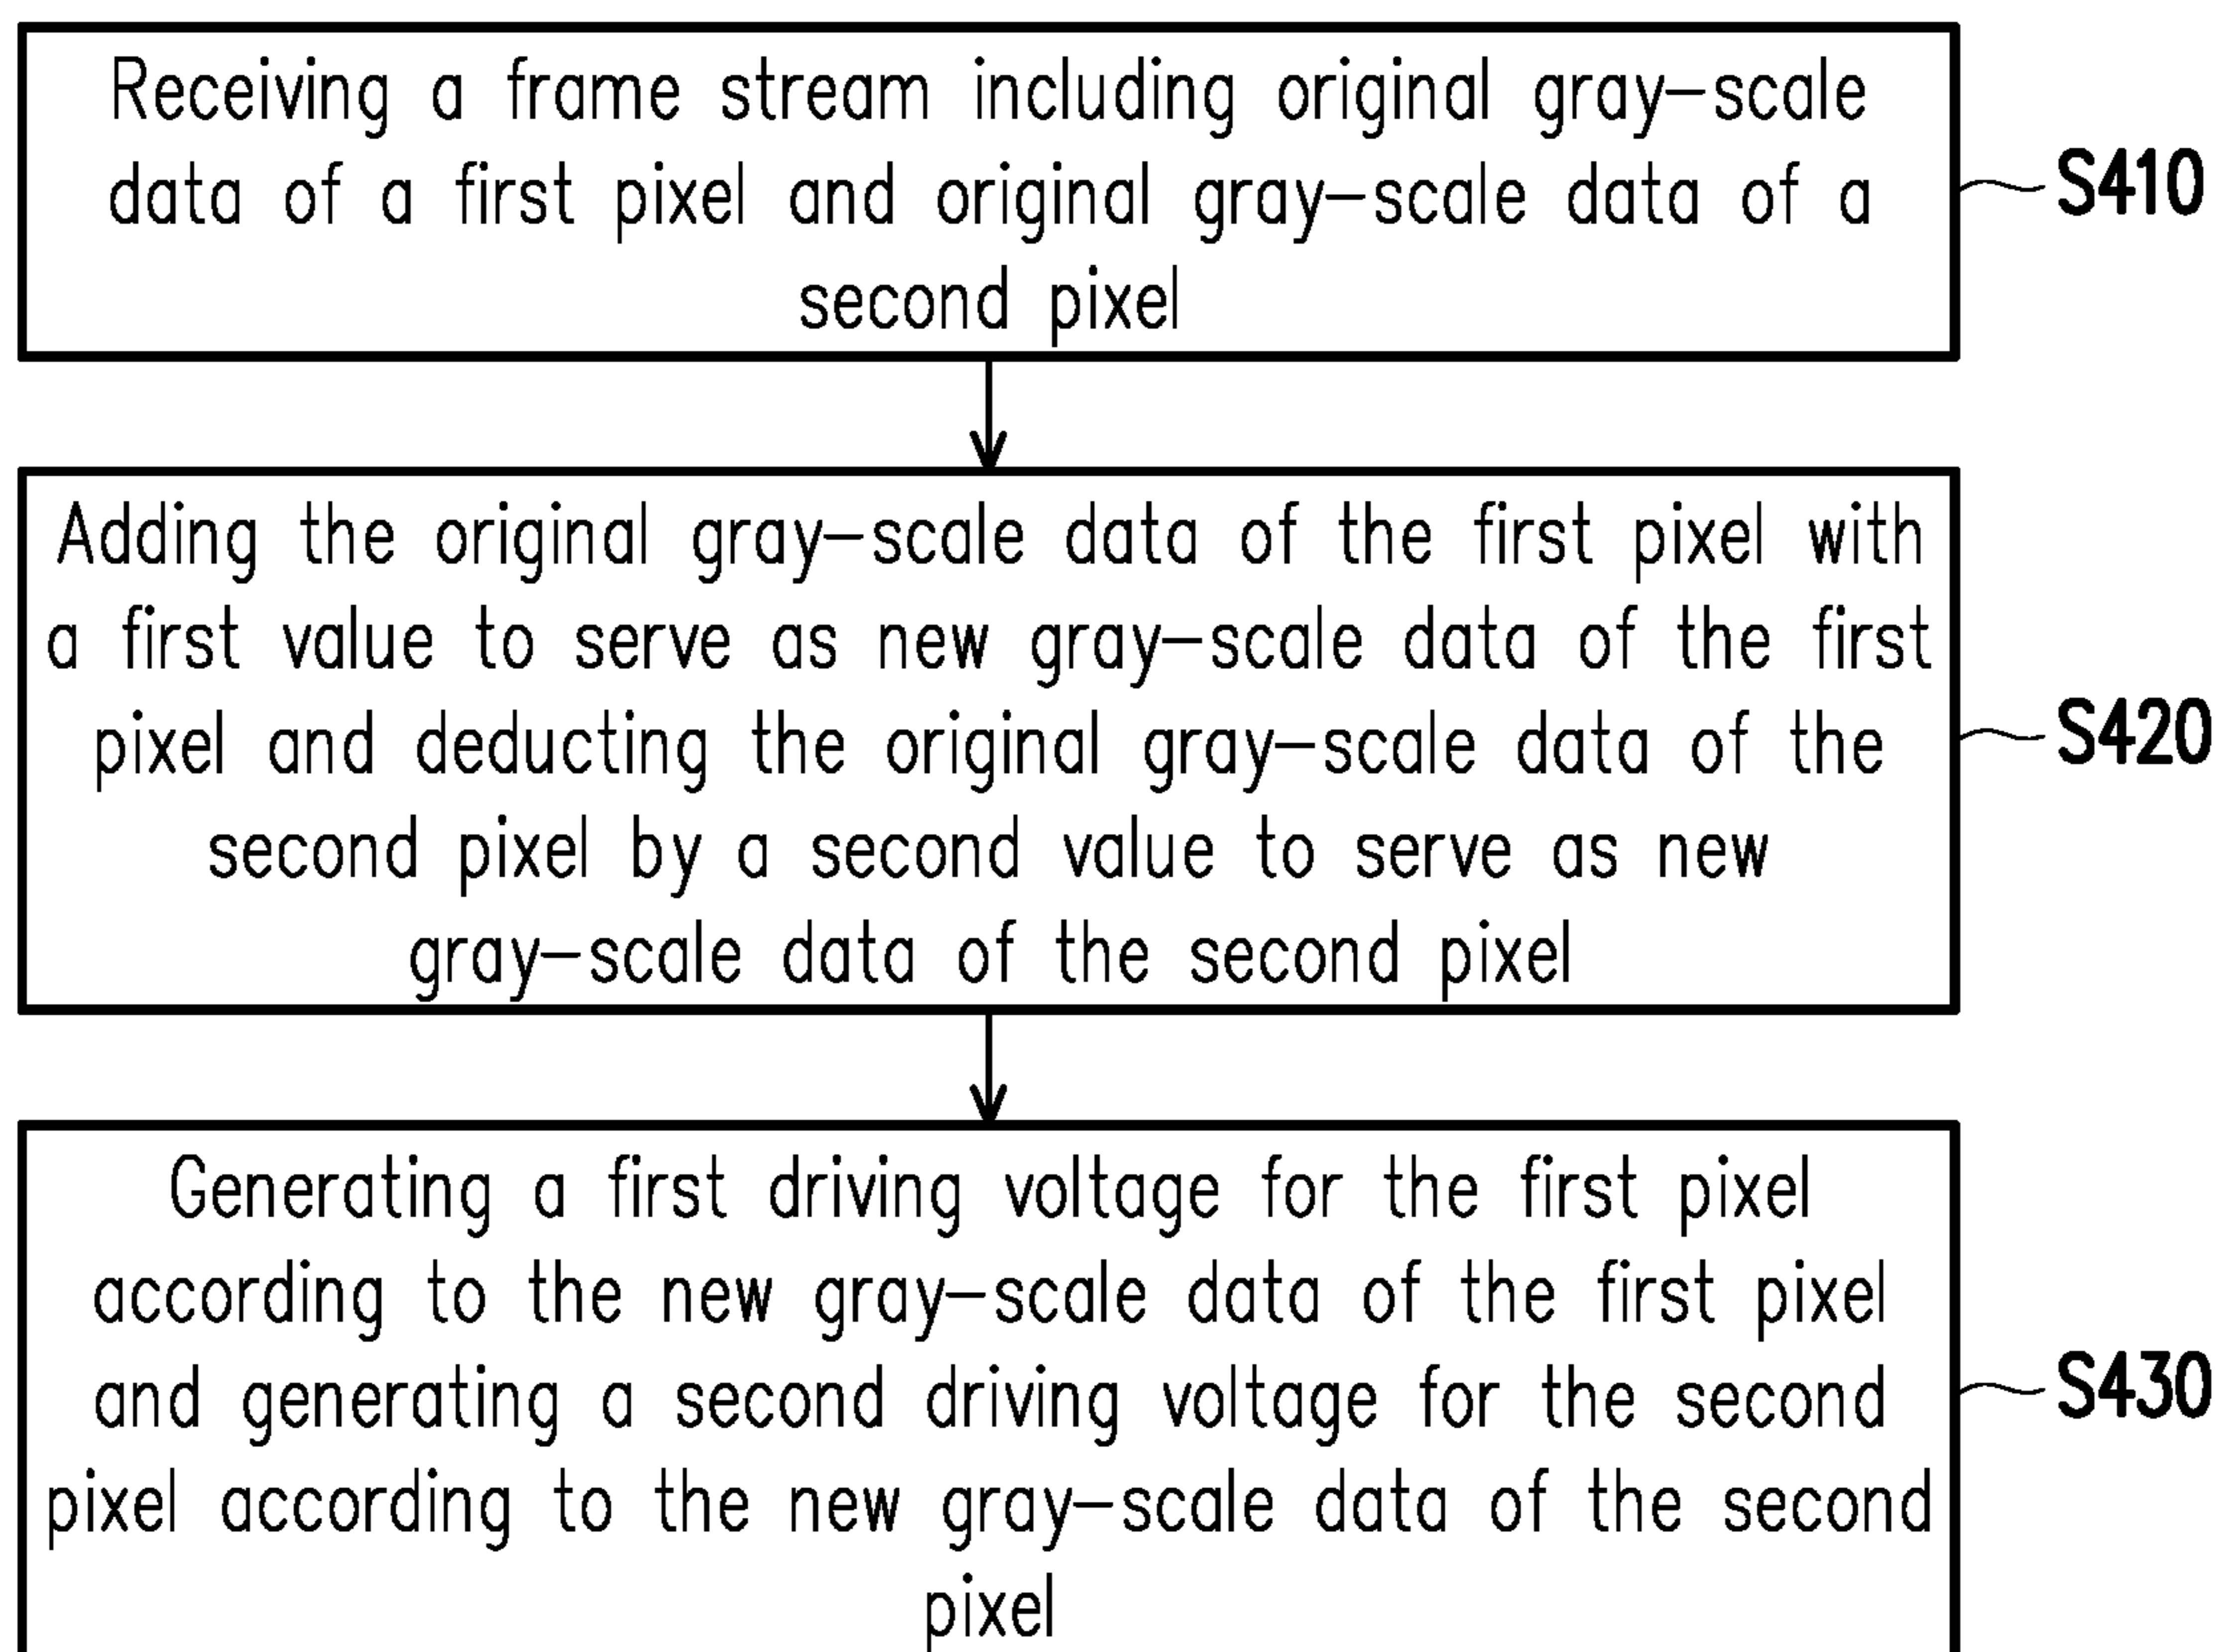 Receiving a frame stream including original gray-scale
data of a first pixel and original gray-scale data of a
second pixel
S410
Adding the original gray-scale data of the first pixel with
a first value to serve as new gray-scale data of the first
pixel and deducting the original gray-scale data of the
second pixel by a second value to serve as new
gray-scale data of the second pixel
S420
Generating a first driving voltage for the first pixel
according to the new gray-scale data of the first pixel
and generating a second driving voltage for the second
pixel according to the new gray-scale data of the second
pixel
S430